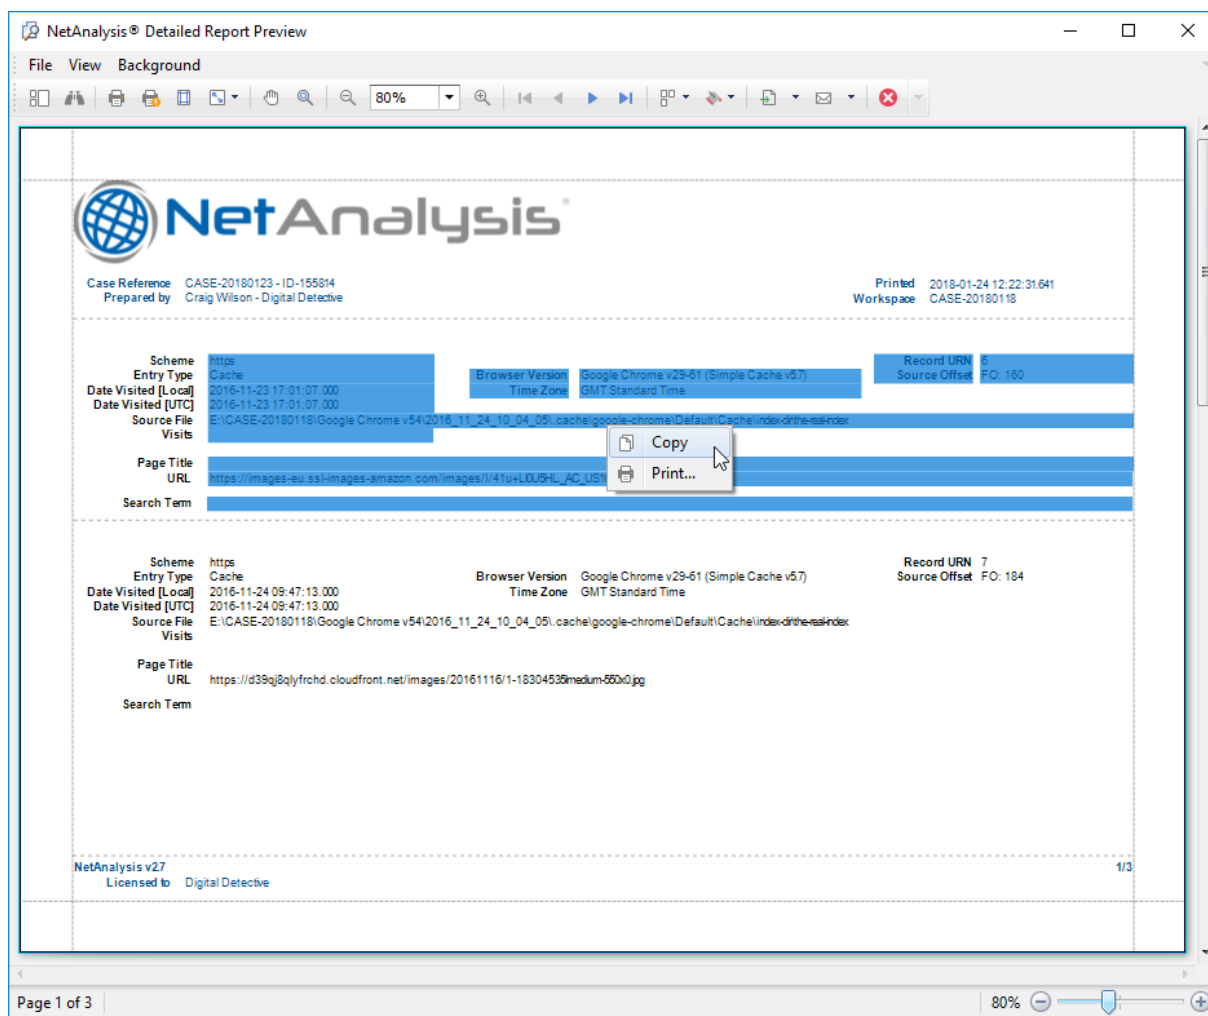 NetAnalysis® Detailed Report Preview
File View Background
80%
NetAnalysis®
Case Reference CASE-20180123 - ID-155814 Printed 2018-01-24 12:22:31.641
Prepared by Craig Wilson - Digital Detective Workspace CASE-20180118
Scheme https Record URN 6
Entry Type Cache Browser Version Google Chrome v29-61 (Simple Cache v5.7) Source Offset FO: 160
Date Visited [Local] 2016-11-23 17:01:07.000 Time Zone GMT Standard Time
Date Visited [UTC] 2016-11-23 17:01:07.000
Source File E:\CASE-20180118\Google Chrome v54\2016_11_24_10_04_05\.cache\google-chrome\Default\Cache\index-dir\the-real-index
Visits
Copy
Page Title
URL https://images-eu.ssl-images-amazon.com/images/I/41u+LI0U5HL_AC_US1
Print...
Search Term
Scheme https Record URN 7
Entry Type Cache Browser Version Google Chrome v29-61 (Simple Cache v5.7) Source Offset FO: 184
Date Visited [Local] 2016-11-24 09:47:13.000 Time Zone GMT Standard Time
Date Visited [UTC] 2016-11-24 09:47:13.000
Source File E:\CASE-20180118\Google Chrome v54\2016_11_24_10_04_05\.cache\google-chrome\Default\Cache\index-dir\the-real-index
Visits
Page Title
URL https://d39qj8qlyfrchd.cloudfront.net/images/20161116/1-18304535/medium-550x0.jpg
Search Term
NetAnalysis v2.7 1/3
Licensed to Digital Detective
Page 1 of 3 80%